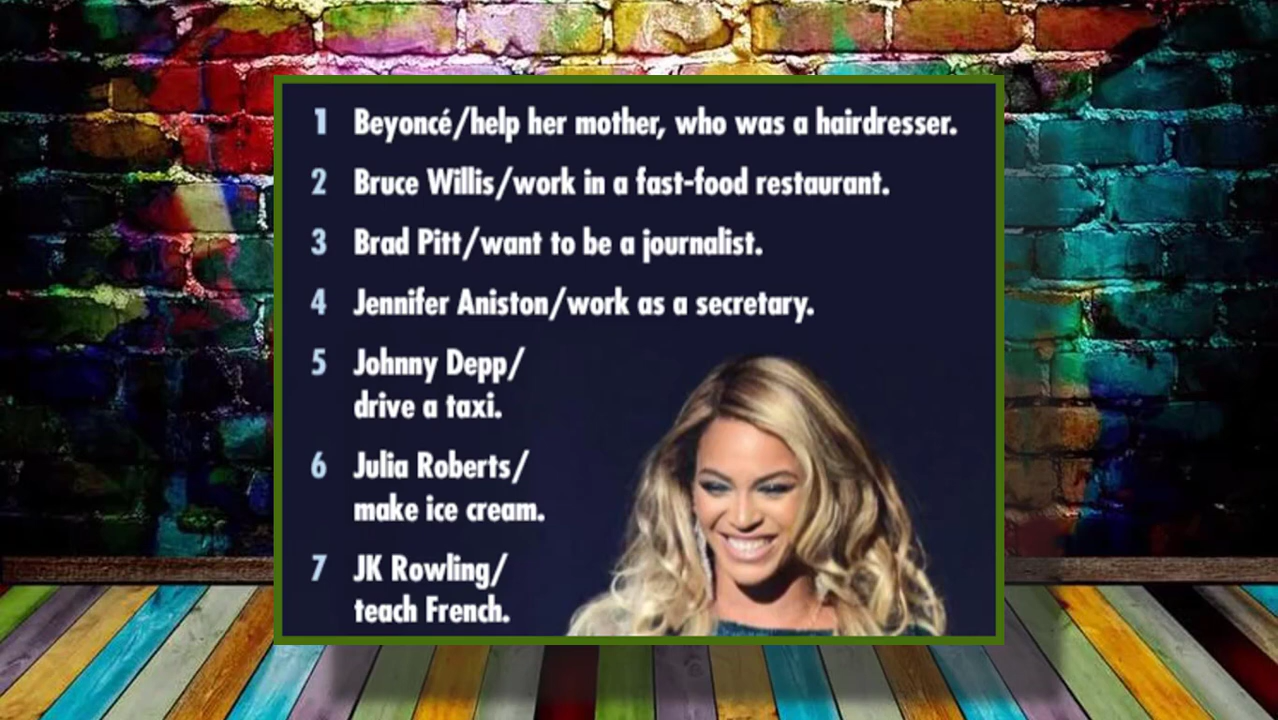 1 Beyoncé/help her mother, who was a hairdresser.
2 Bruce Willis/work in a fast-food restaurant.
3 Brad Pitt/want to be a journalist.
4 Jennifer Aniston/work as a secretary.
5 Johnny Depp/
drive a taxi.
6 Julia Roberts/
make ice cream.
7 JK Rowling/
teach French.